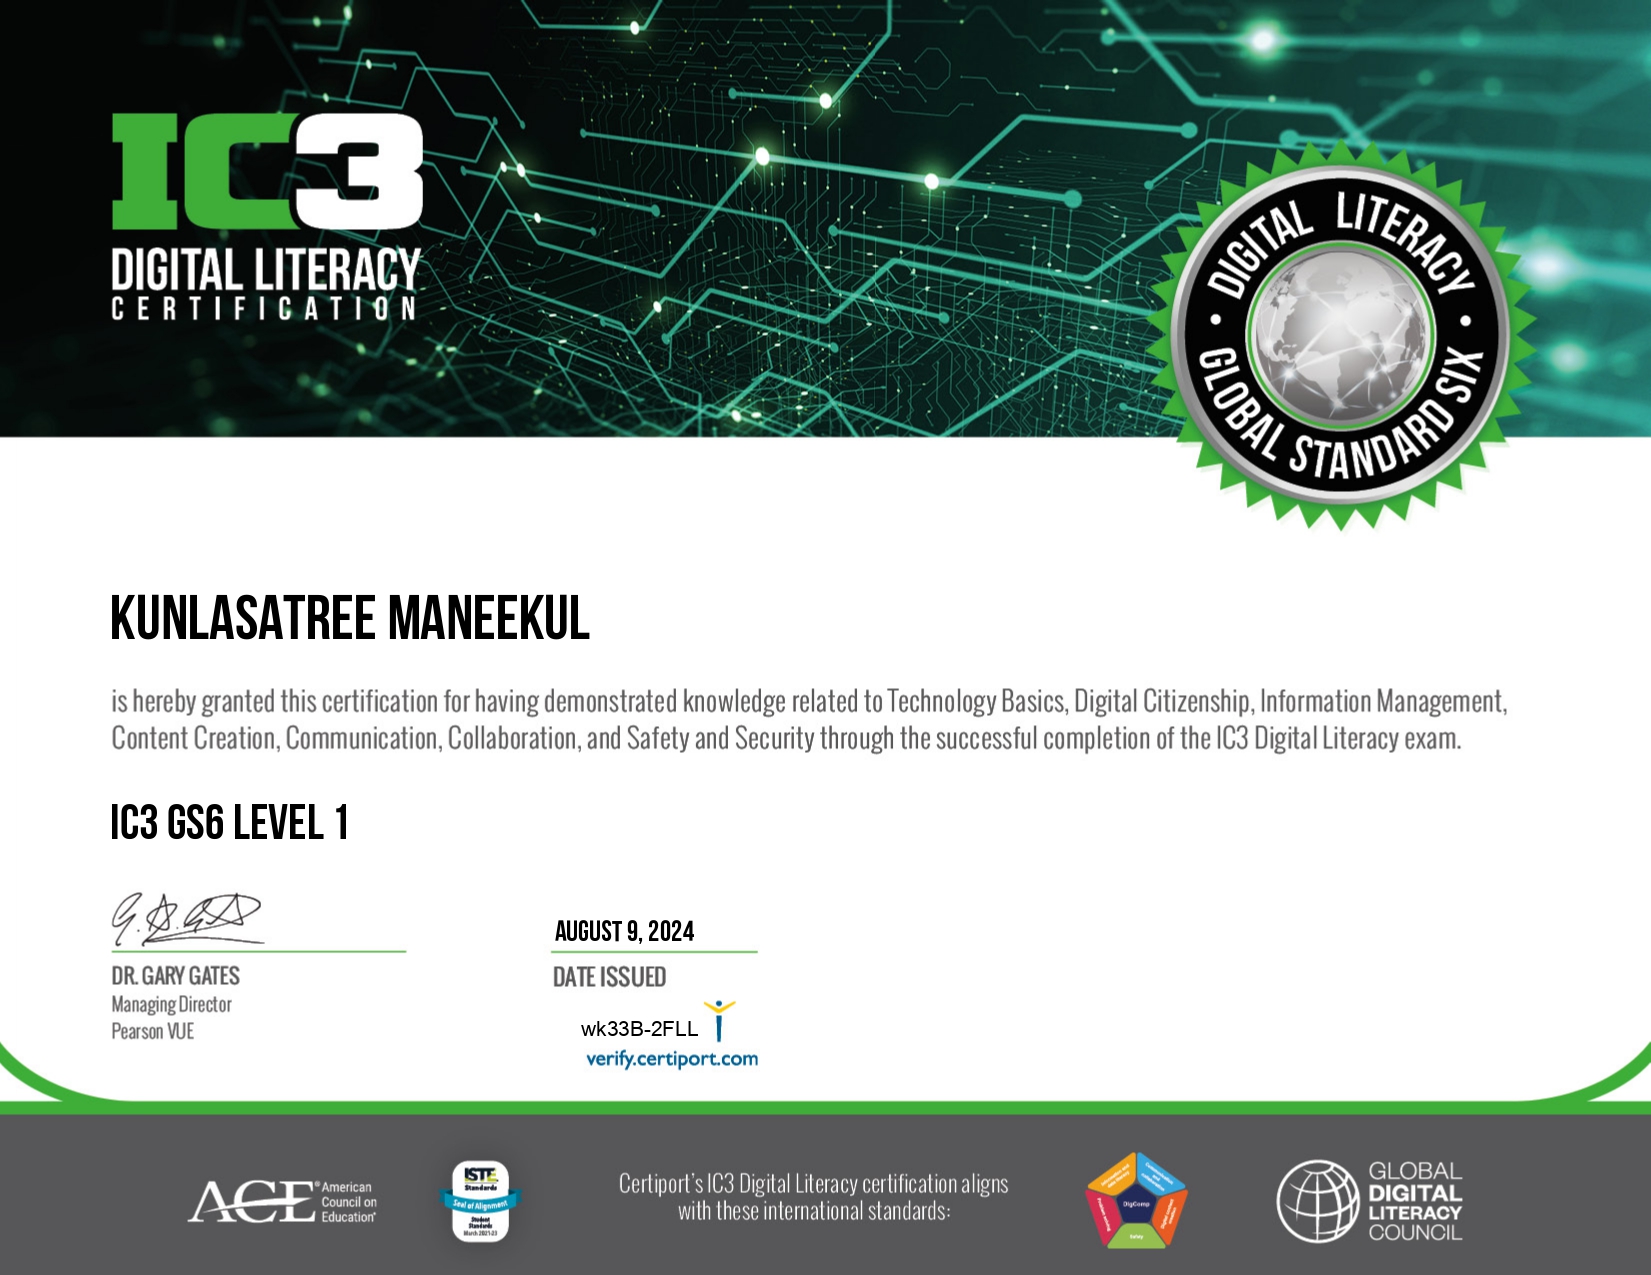 IC3
DIGITAL LITERACY
CERTIFICATION
DIGITAL LITERACY
GLOBAL STANDARD SIX
KUNLASATREE MANEEKUL
is hereby granted this certification for having demonstrated knowledge related to Technology Basics, Digital Citizenship, Information Management,
Content Creation, Communication, Collaboration, and Safety and Security through the successful completion of the IC3 Digital Literacy exam.
IC3 GS6 LEVEL 1
AUGUST 9, 2024
DR. GARY GATES
Managing Director
Pearson VUE
DATE ISSUED
wk33B-2FLL
verify.certiport.com
ACE® American
Council on
Education®
ISTE
Standards
Seal of Alignment
Student
Standards
March 2021-23
Certiport's IC3 Digital Literacy certification aligns
with these international standards:
DigComp
Safety
GLOBAL
DIGITAL
LITERACY
COUNCIL